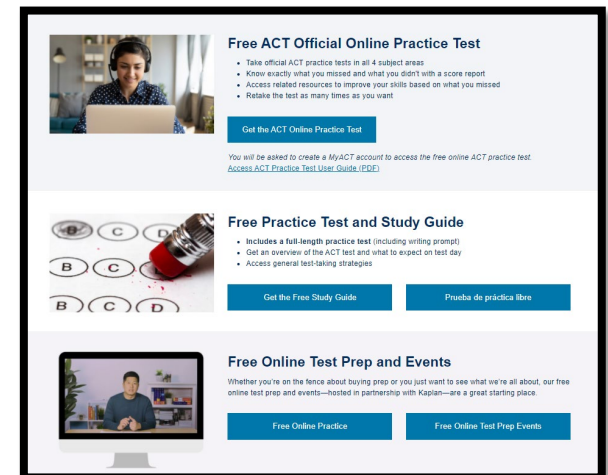 Free ACT Official Online Practice Test
Take official ACT practice tests in all 4 subject areas
Know exactly what you missed and what you didn't with a score report
Access related resources to improve your skills based on what you missed
Retake the test as many times as you want
Get the ACT Online Practice Test
You will be asked to create a MyACT account to access the free online ACT practice test.
Access ACT Practice Test User Guide (PDF)
B C D
B C D
B C D
Free Practice Test and Study Guide
Includes a full-length practice test (including writing prompt)
Get an overview of the ACT test and what to expect on test day
Access general test-taking strategies
Get the Free Study Guide
Prueba de práctica libre
Free Online Test Prep and Events
Whether you're on the fence about buying prep or you just want to see what we're all about, our free
online test prep and events—hosted in partnership with Kaplan—are a great starting place.
Free Online Practice
Free Online Test Prep Events